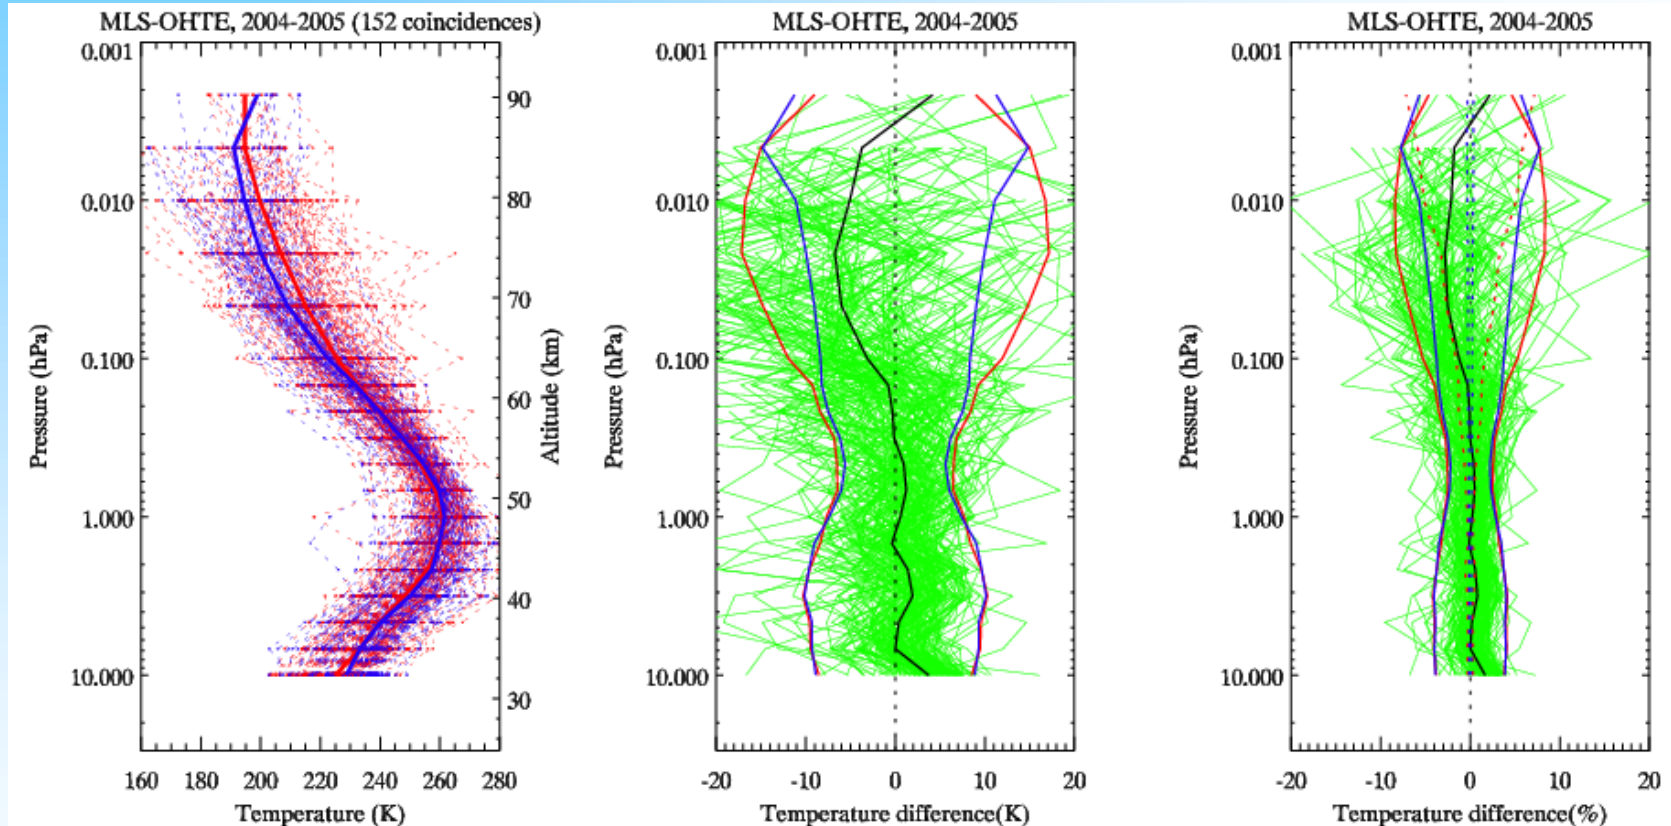 MLS-OHTE, 2004-2005 (152 coincidences)
0.001
0.010
0.100
1.000
10.000
Pressure (hPa)
90
80
70
60
50
40
30
Altitude (km)
160 200 220 240 260 280
Temperature (K)
MLS-OHTE, 2004-2005
0.001
0.010
0.100
1.000
10.000
Pressure (hPa)
-20 -10 0 10 20
Temperature difference(K)
MLS-OHTE, 2004-2005
0.001
0.010
0.100
1.000
10.000
Pressure (hPa)
-20 -10 0 10 20
Temperature difference(%)